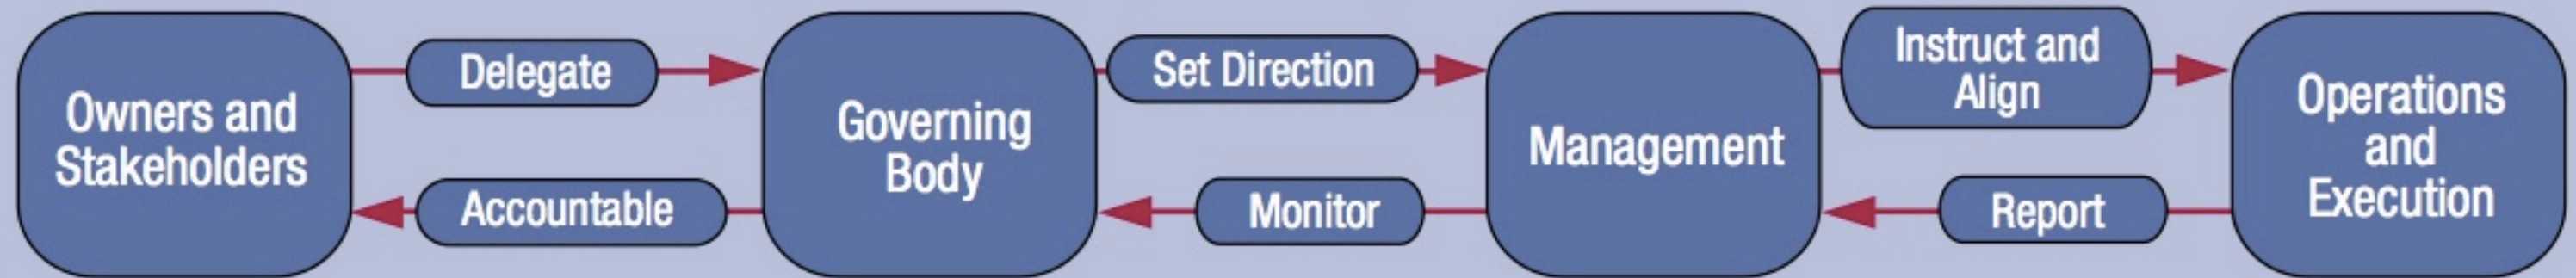 Owners and
Stakeholders
Delegate
Accountable
Governing
Body
Set Direction
Monitor
Management
Instruct and
Align
Report
Operations
and
Execution